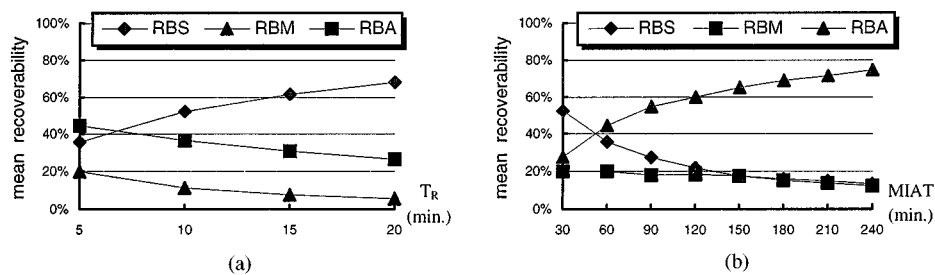 mean recoverability
100%
80%
60%
40%
20%
0%
RBS RBM RBA
5 10 15 20
T_R
(min.)
(a)
mean recoverability
100%
80%
60%
40%
20%
0%
RBS RBM RBA
30 60 90 120 150 180 210 240
MIAT
(min.)
(b)